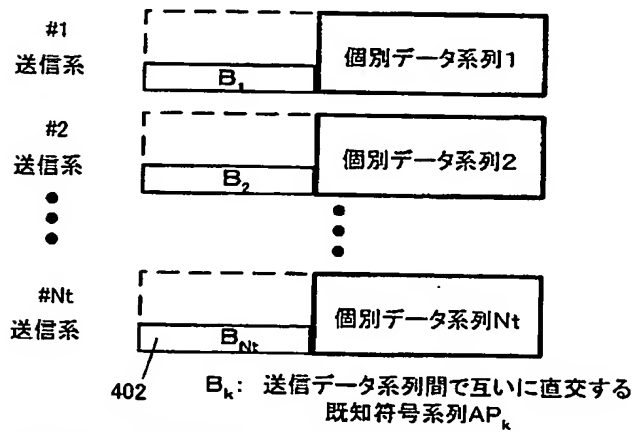 #1
送信系
B₁
個別データ系列1
#2
送信系
B₂
個別データ系列2
#Nt
送信系
B_Nt
個別データ系列Nt
402
B_k: 送信データ系列間で互いに直交する
既知符号系列AP_k